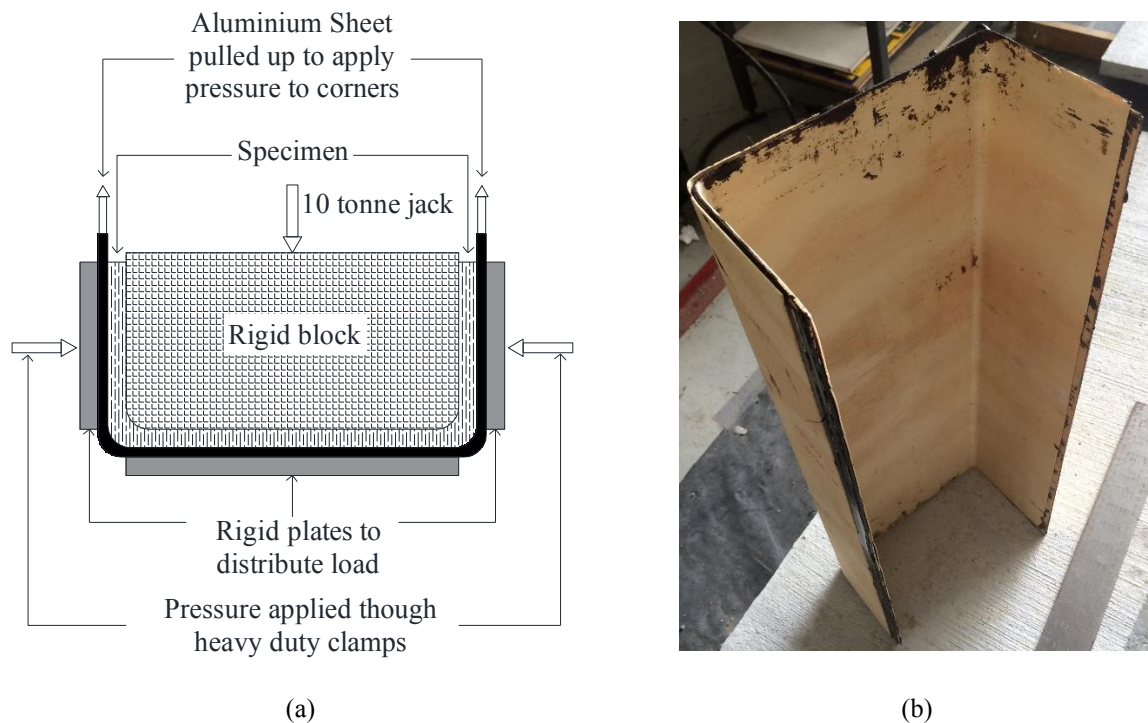 Aluminium Sheet
pulled up to apply
pressure to corners
Specimen
10 tonne jack
Rigid block
Rigid plates to
distribute load
Pressure applied though
heavy duty clamps
(a)
(b)